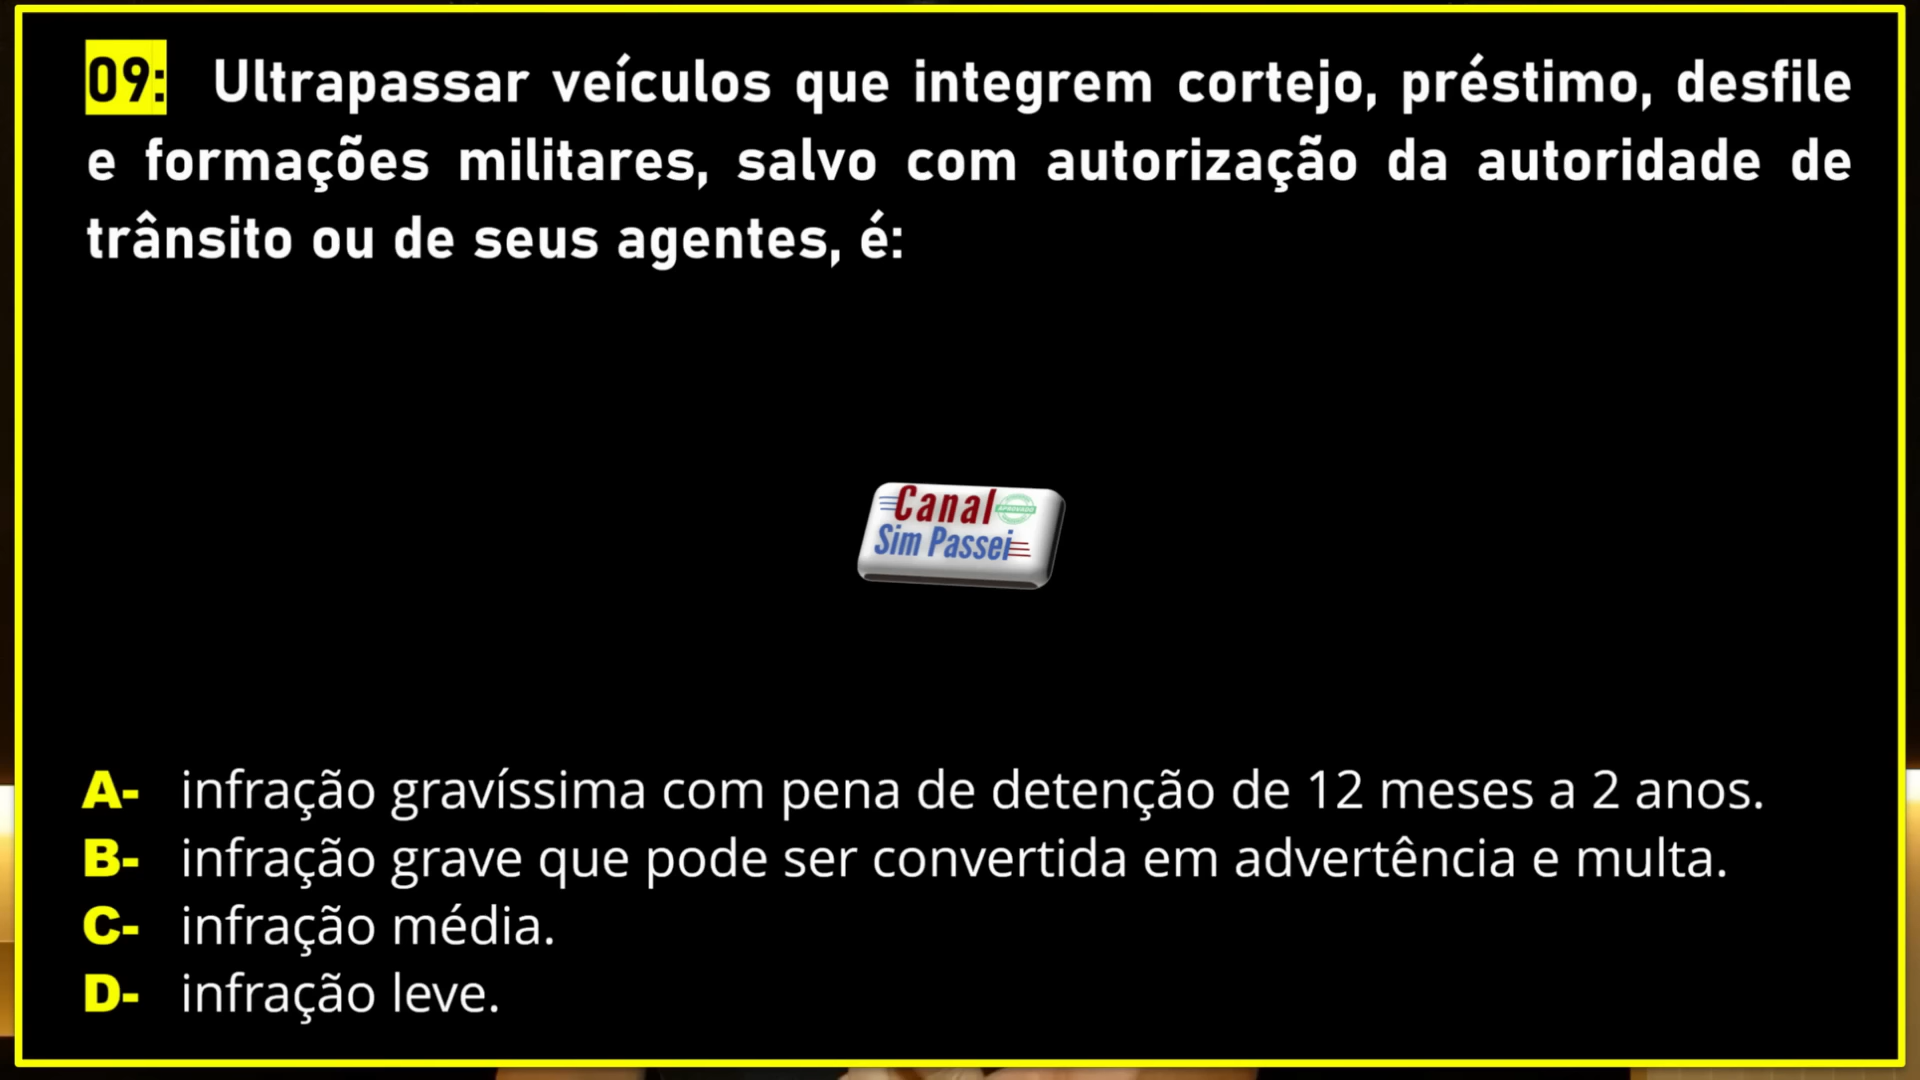 09: Ultrapassar veículos que integrem cortejo, préstimo, desfile
e formações militares, salvo com autorização da autoridade de
trânsito ou de seus agentes, é:
Canal APROVADO
Sim Passei
A- infração gravíssima com pena de detenção de 12 meses a 2 anos.
B- infração grave que pode ser convertida em advertência e multa.
C- infração média.
D- infração leve.